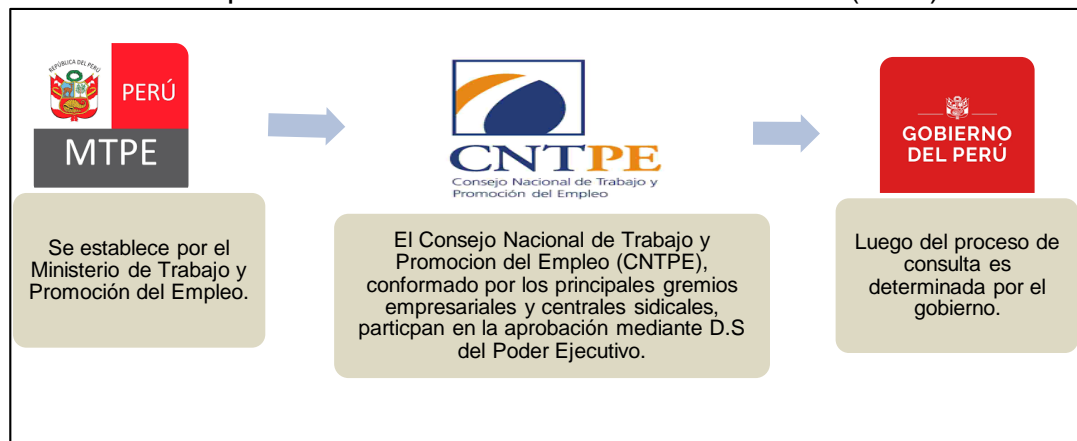 REPÚBLICA DEL PERÚ
PERÚ
MTPE
Se establece por el
Ministerio de Trabajo y
Promoción del Empleo.
CNTPE
Consejo Nacional de Trabajo y
Promoción del Empleo
El Consejo Nacional de Trabajo y
Promocion del Empleo (CNTPE),
conformado por los principales gremios
empresariales y centrales sidicales,
particpan en la aprobación mediante D.S
del Poder Ejecutivo.
GOBIERNO
DEL PERÚ
Luego del proceso de
consulta es
determinada por el
gobierno.